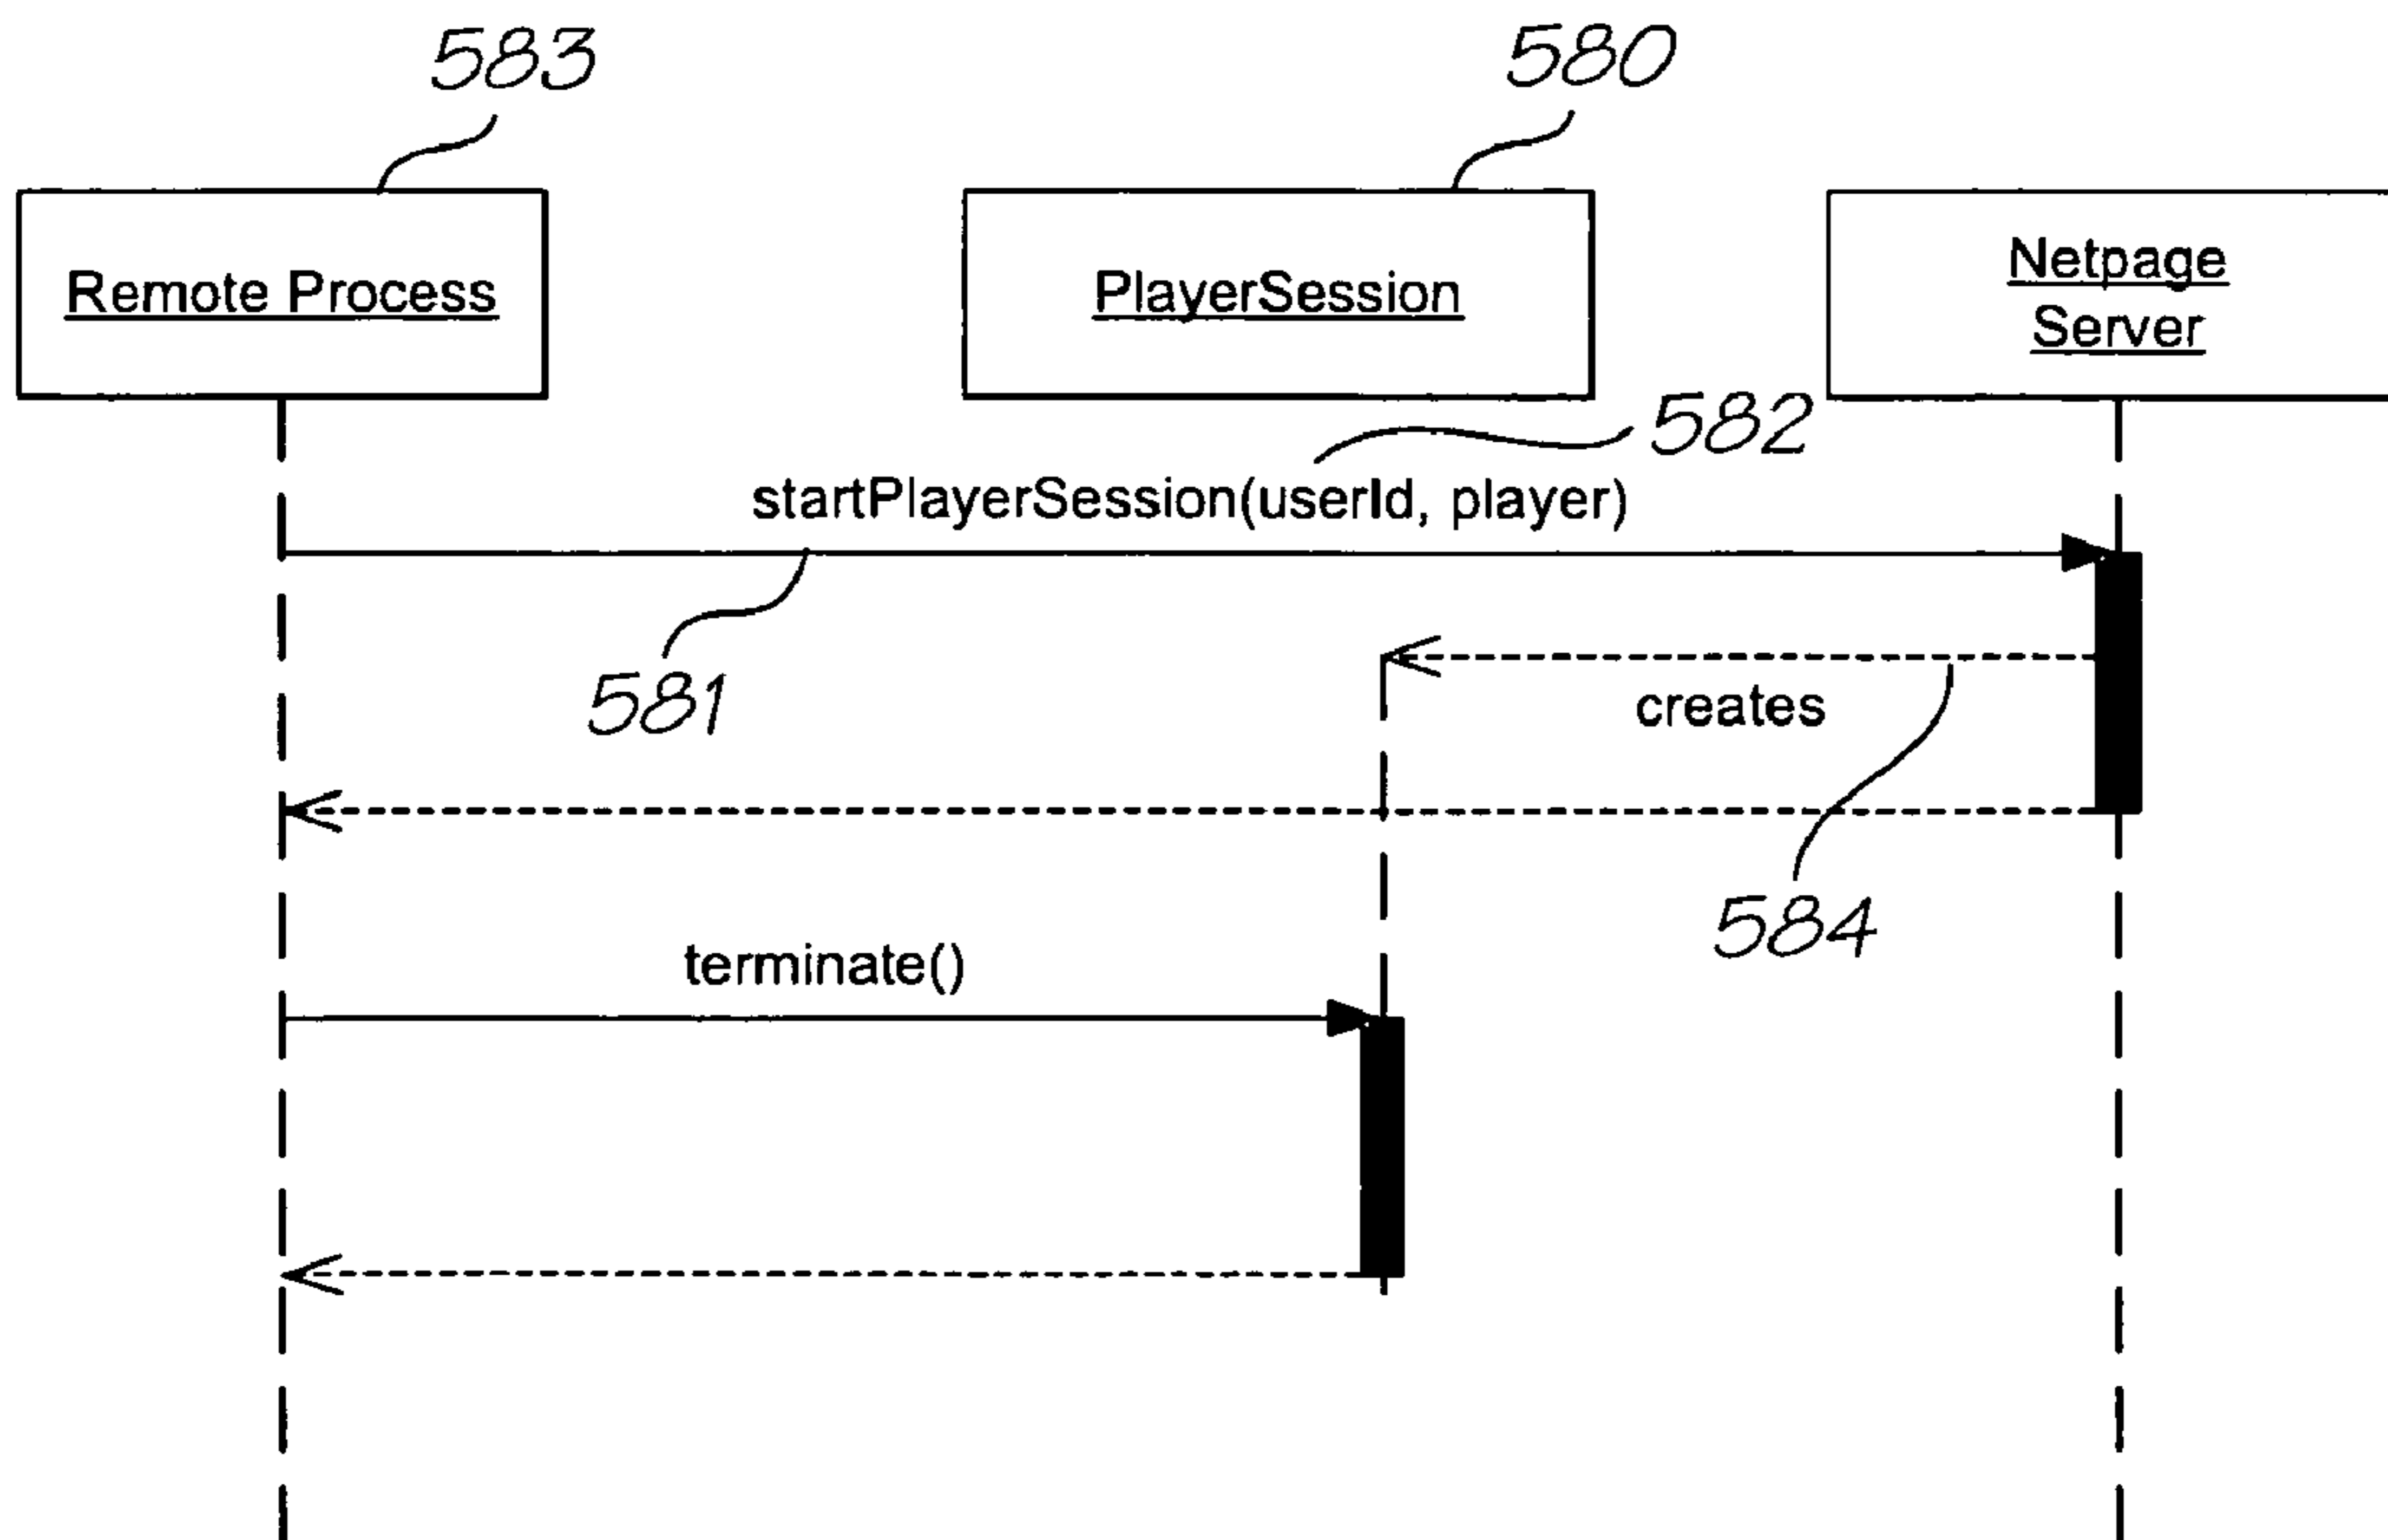 583
580
Remote Process
PlayerSession
Netpage
Server
582
startPlayerSession(userId, player)
581
creates
584
terminate()